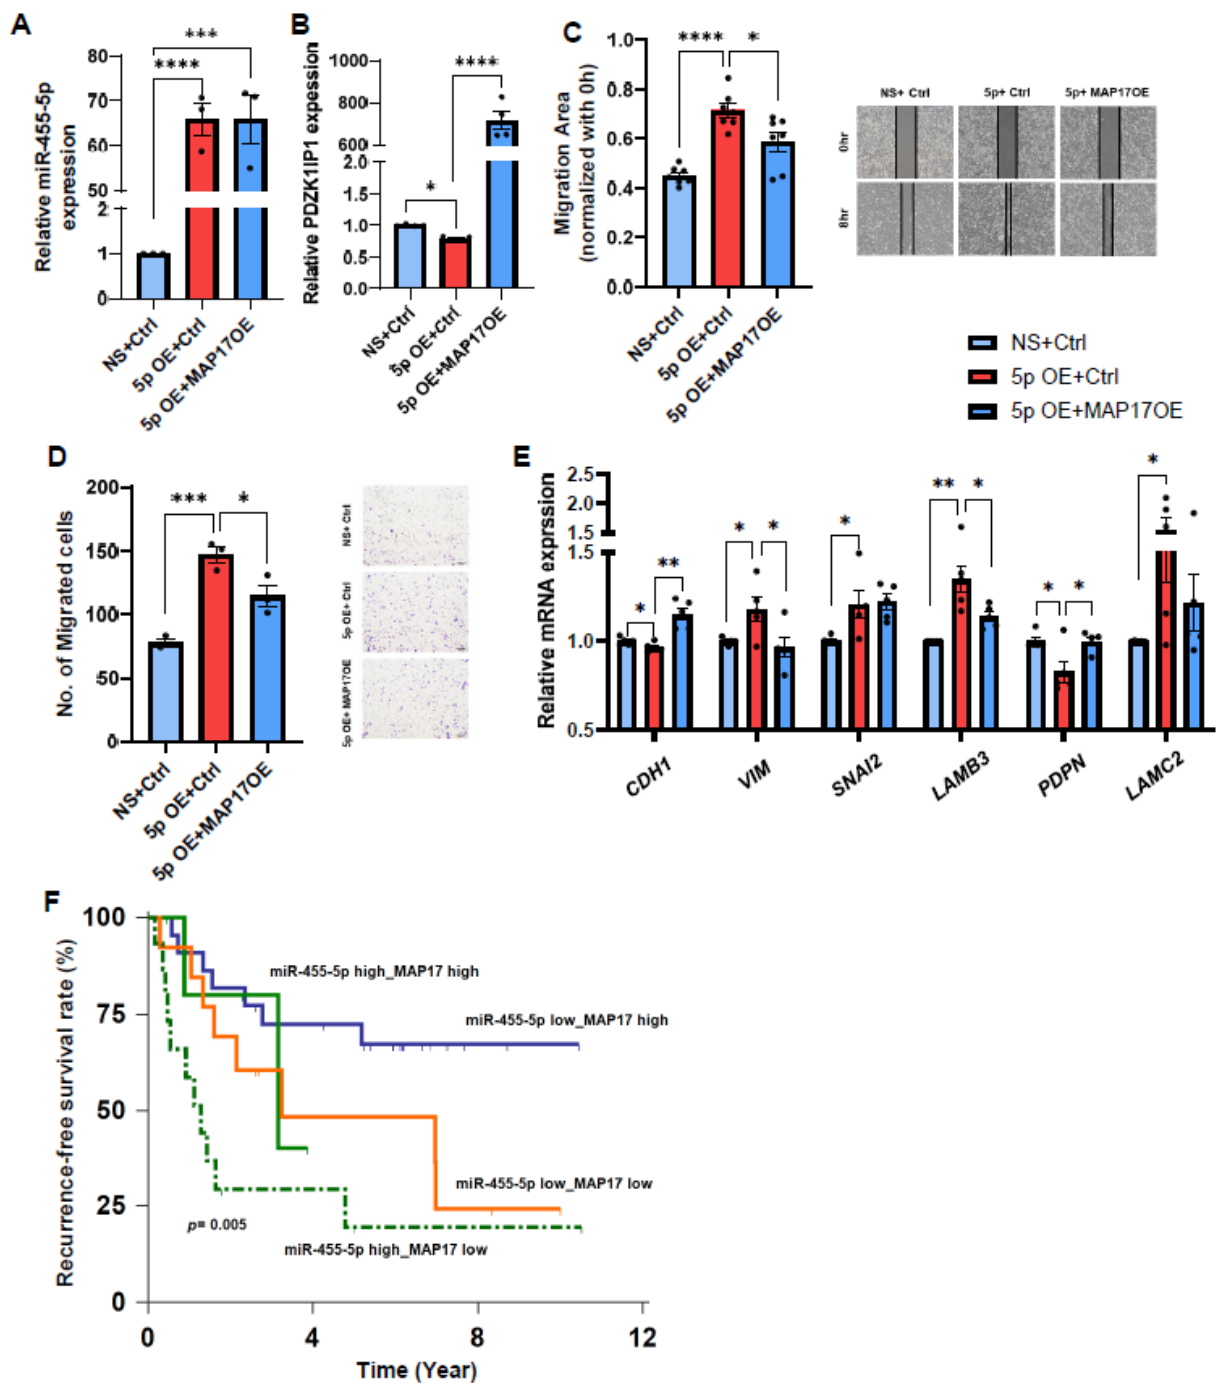 A
Relative miR-455-5p
expression
80
70
60
50
2
1
0
***
****
NS+Ctrl
5p OE+Ctrl
5p OE+MAP17OE
B
Relative PDZK1IP1 expression
1000
800
600
2.0
1.5
1.0
0.5
0.0
****
*
NS+Ctrl
5p OE+Ctrl
5p OE+MAP17OE
C
Migration Area
(normalized with 0h)
1.0
0.8
0.6
0.4
0.2
0.0
****
*
NS+Ctrl
5p OE+Ctrl
5p OE+MAP17OE
NS+ Ctrl
5p+ Ctrl
5p+ MAP17OE
0hr
8hr
NS+Ctrl
5p OE+Ctrl
5p OE+MAP17OE
D
No. of Migrated cells
200
150
100
50
0
***
*
NS+Ctrl
5p OE+Ctrl
5p OE+MAP17OE
NS+ Ctrl
5p OE+ Ctrl
5p OE+ MAP17OE
E
Relative mRNA exprssion
2.5
2.0
1.5
1.5
1.0
0.5
*
**
*
*
*
**
*
*
*
*
CDH1
VIM
SNAI2
LAMB3
PDPN
LAMC2
F
Recurrence-free survival rate (%)
100
75
50
25
0
miR-455-5p high_MAP17 high
miR-455-5p low_MAP17 high
miR-455-5p low_MAP17 low
p= 0.005
miR-455-5p high_MAP17 low
0
4
8
12
Time (Year)